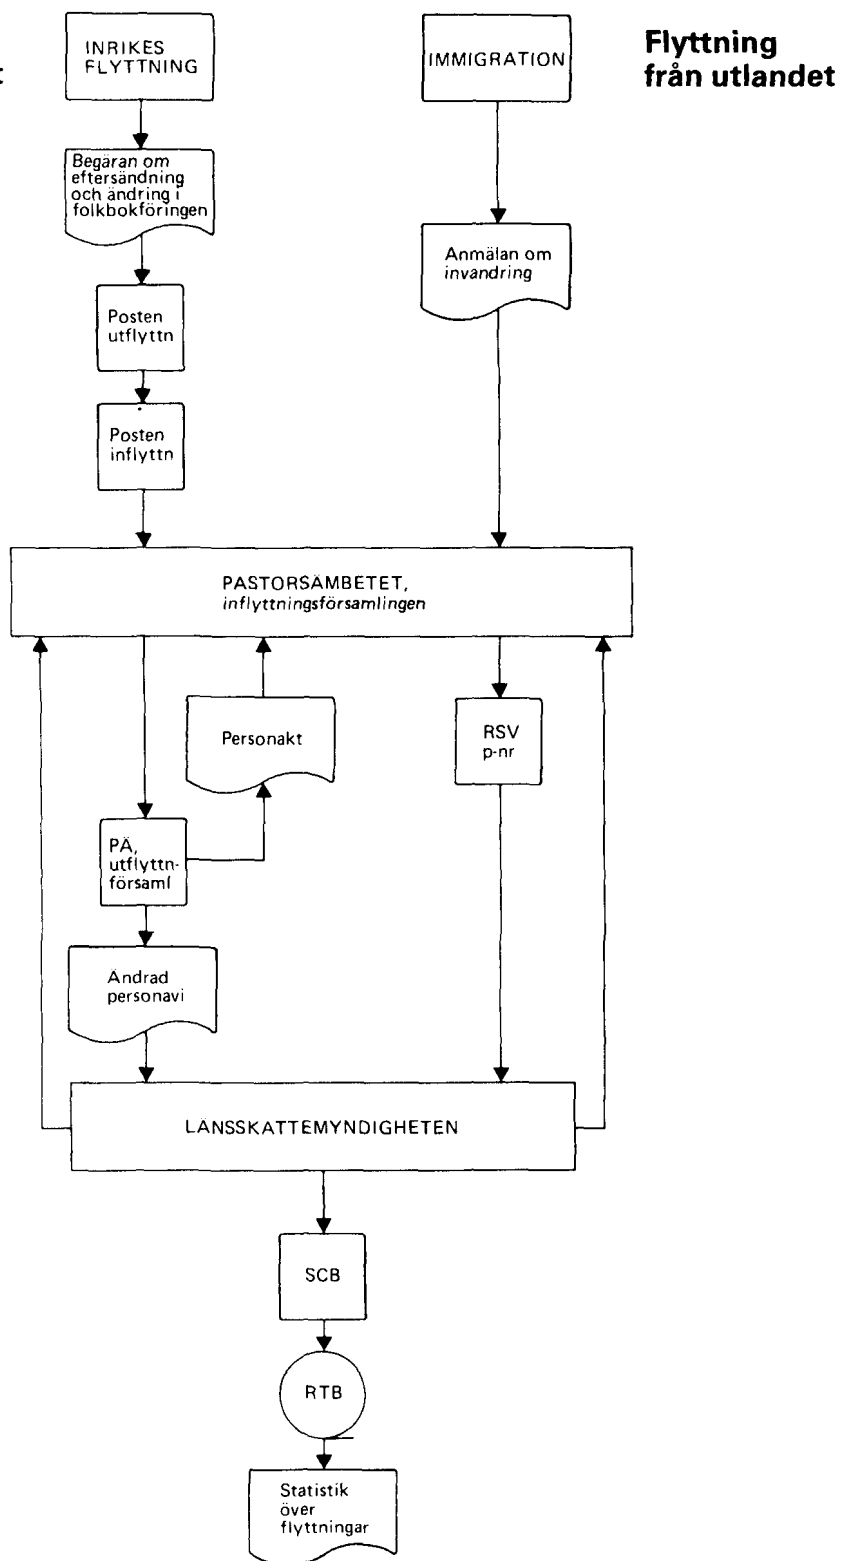 t
INRIKES
FLYTTNING
IMMIGRATION
Flyttning
från utlandet
Begäran om
eftersändning
och ändring i
folkbokföringen
Anmälan om
invandring
Posten
utflyttn
Posten
inflyttn
PASTORSÄMBETET,
inflyttningsförsamlingen
Personakt
RSV
p-nr
PÄ,
utflyttn-
församl
Ändrad
personavi
LÄNSSKATTEMYNDIGHETEN
SCB
RTB
Statistik
över
flyttningar